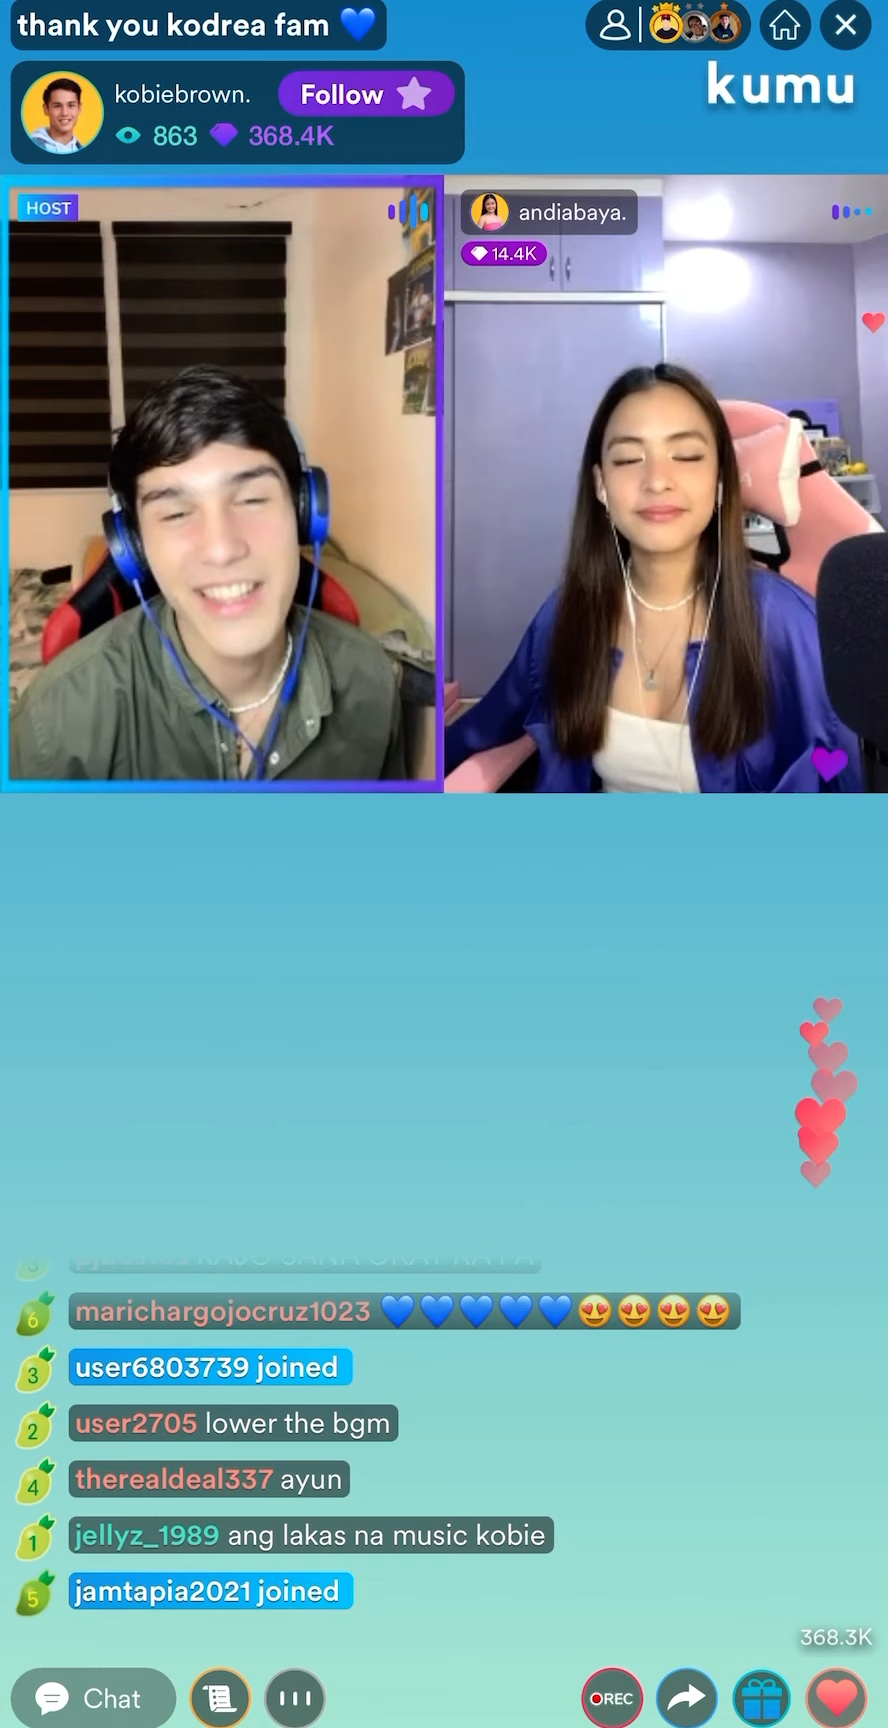 thank you kodrea fam 💙
kobiebrown.
Follow
863 368.4K
kumu
HOST
andiabaya.
14.4K
6 marichargojocruz1023 💙💙💙💙💙😍😍😍😍
3 user6803739 joined
2 user2705 lower the bgm
4 therealdeal337 ayun
1 jellyz_1989 ang lakas na music kobie
5 jamtapia2021 joined
368.3K
Chat
REC